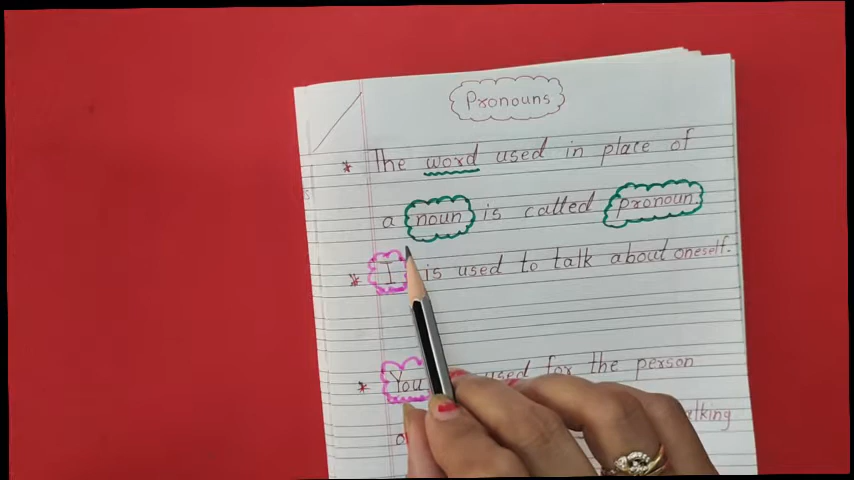 Pronouns
* The word used in place of
a noun is called pronoun.
* I is used to talk about oneself.
* You used for the person